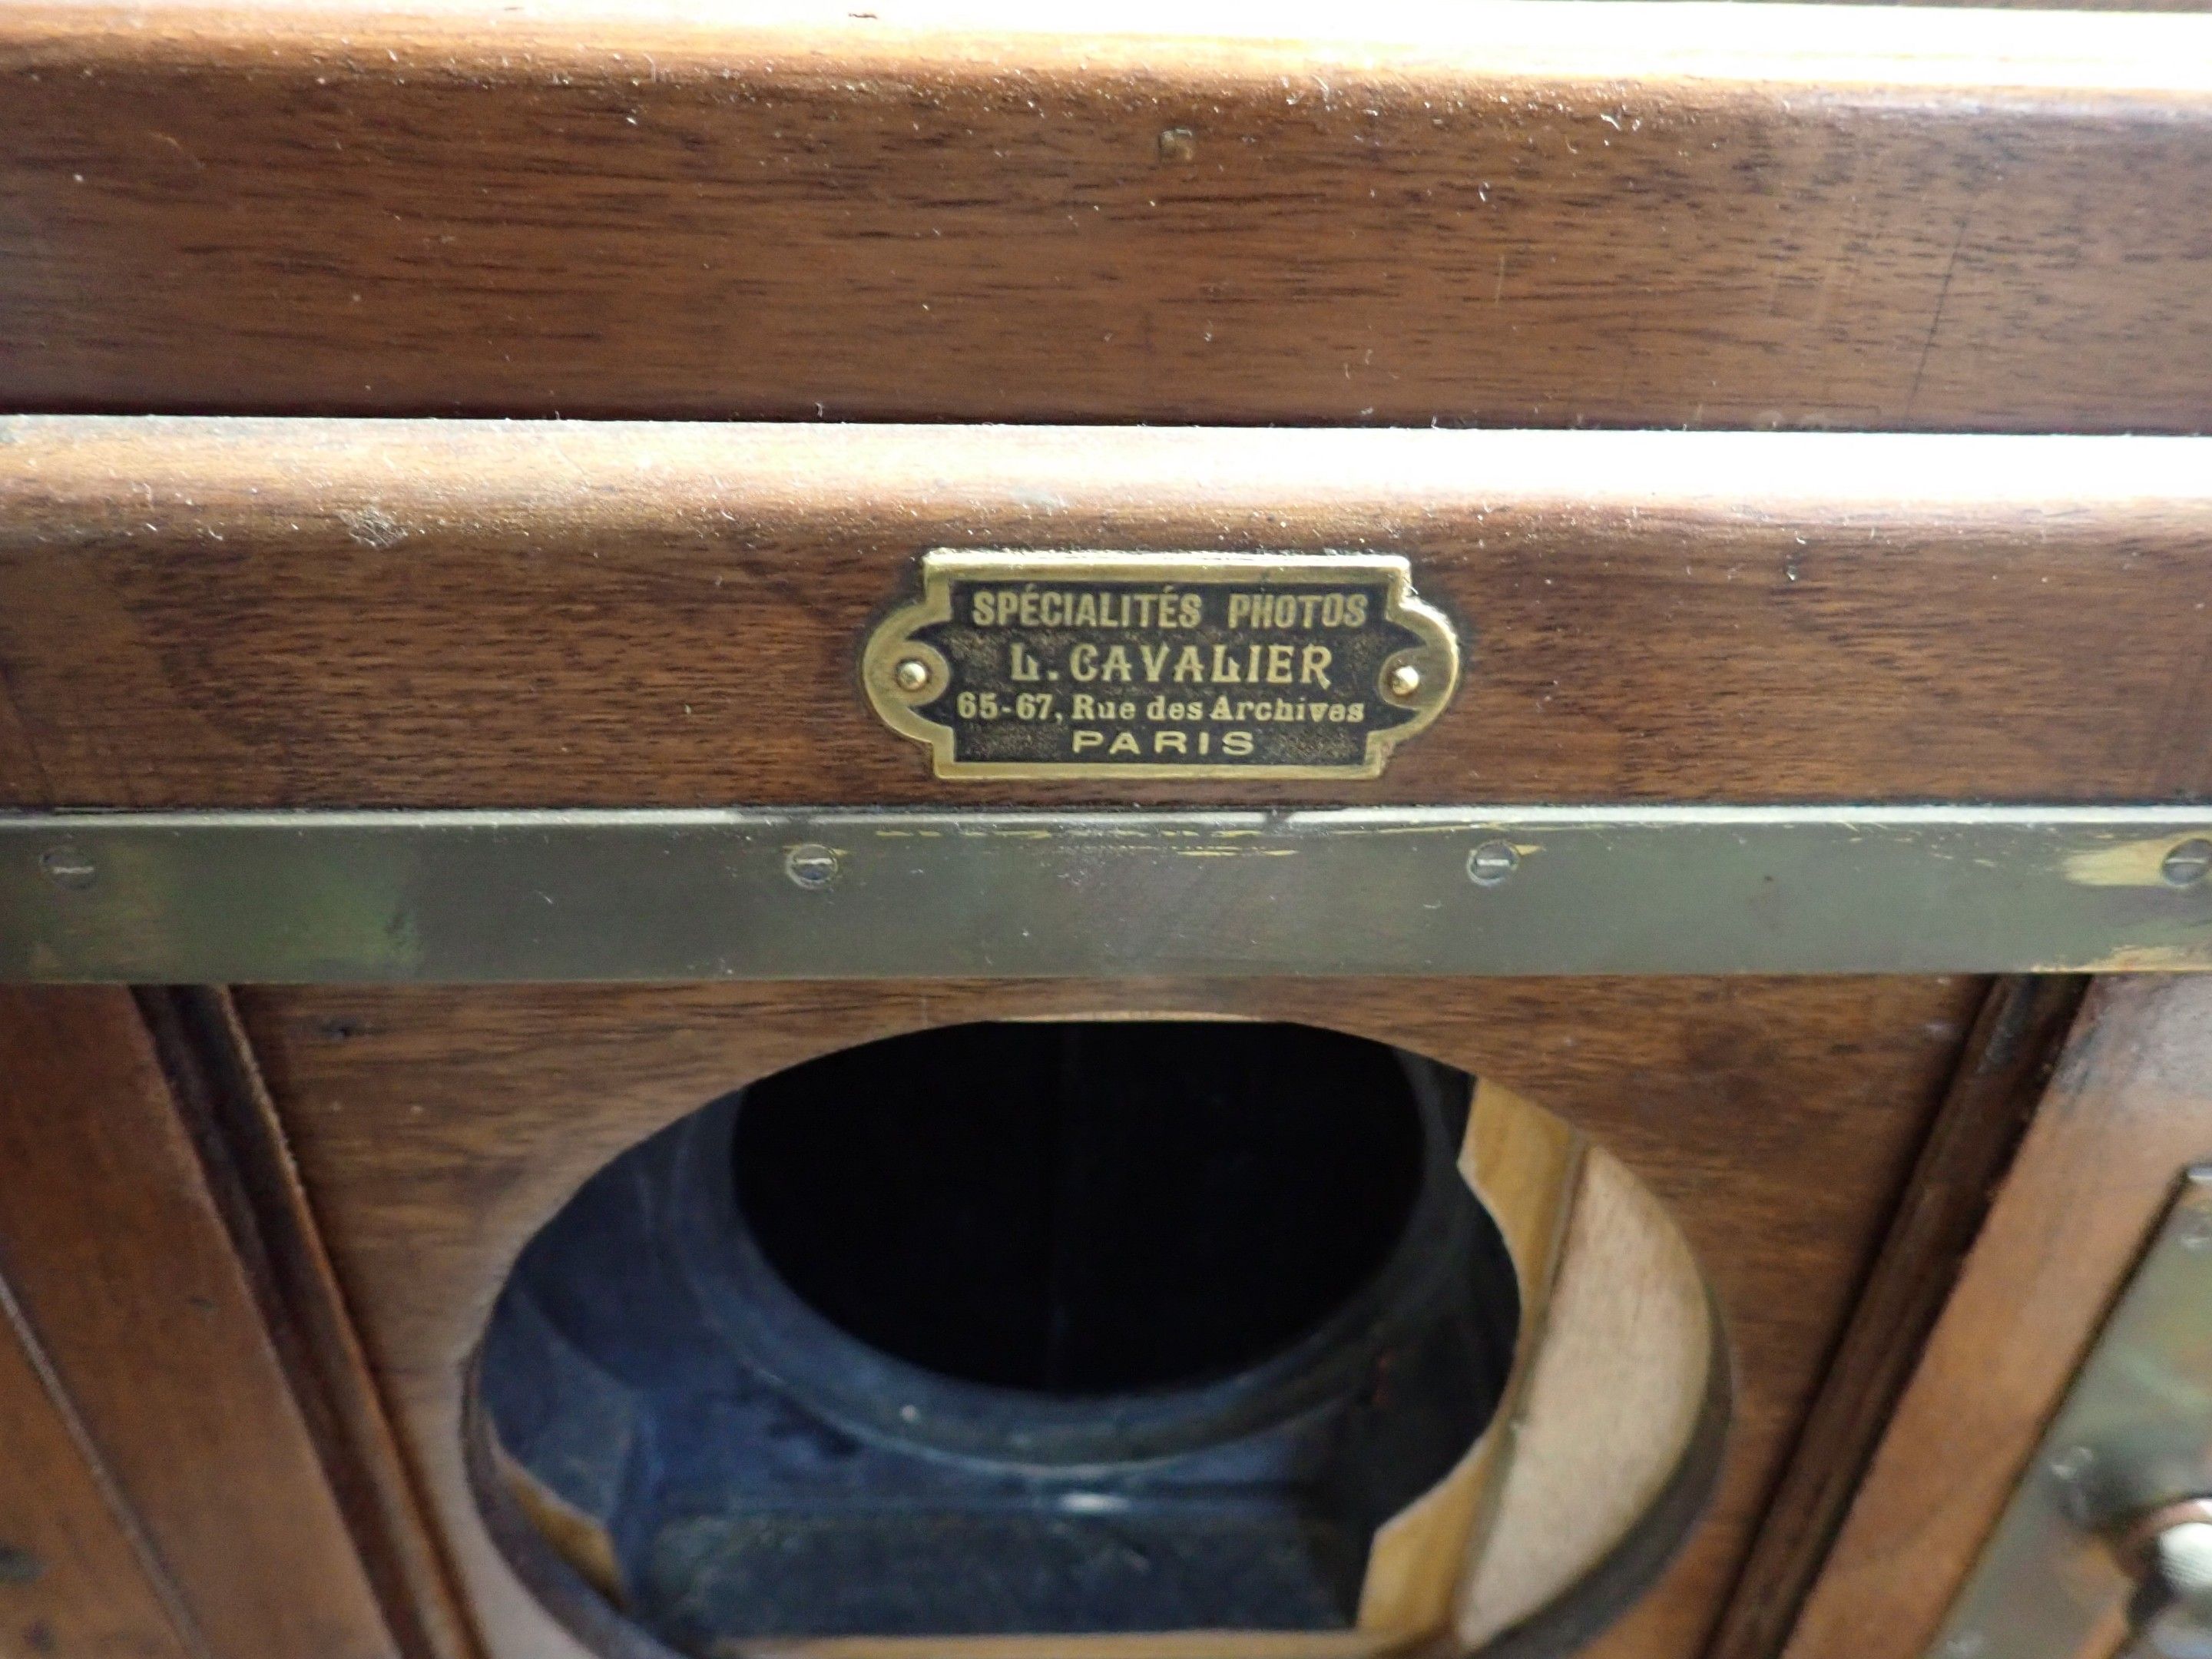 SPÉCIALITÉS PHOTOS
L. CAVALIER
65-67, Rue des Archives
PARIS